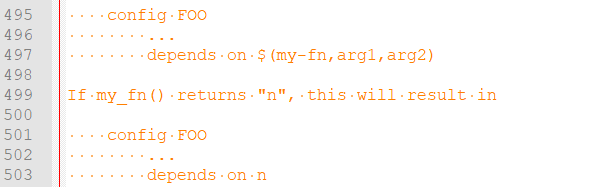 495     config FOO
496         ...
497         depends on $(my-fn,arg1,arg2)
498
499 If my_fn() returns "n", this will result in
500
501     config FOO
502         ...
503         depends on n